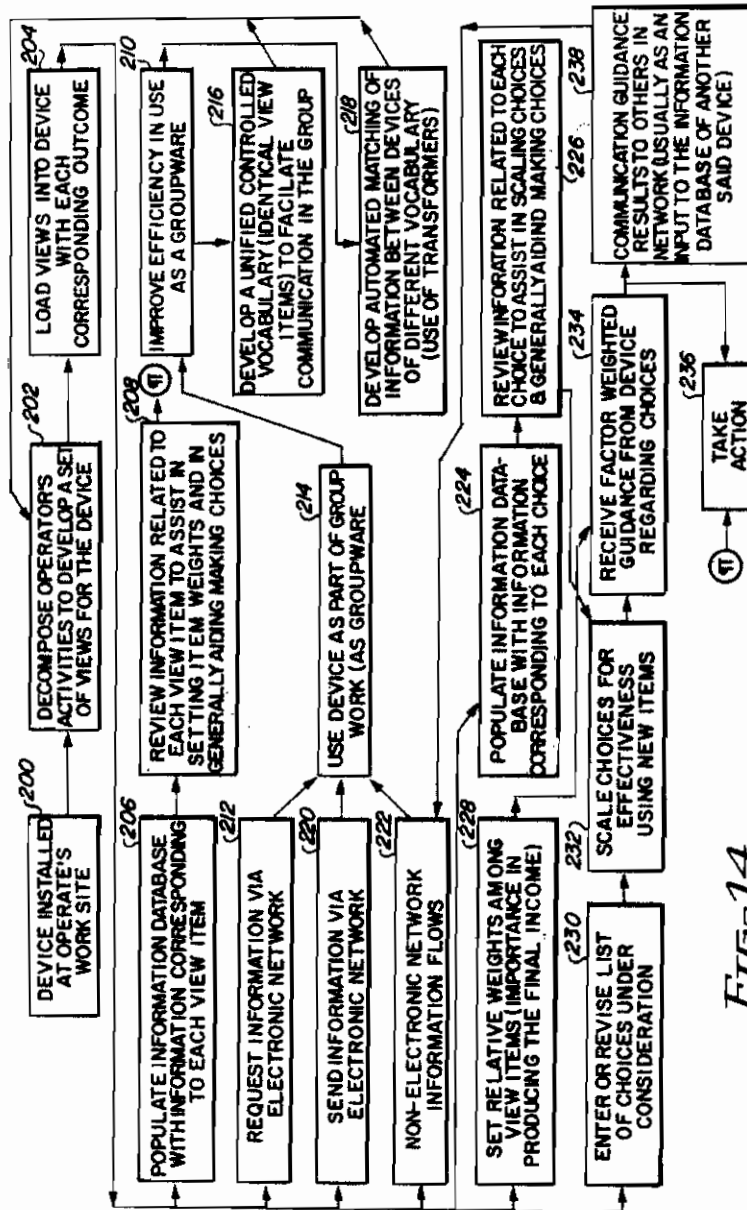 200
DEVICE INSTALLED
AT OPERATE'S
WORK SITE
202
DECOMPOSE OPERATOR'S
ACTIVITIES TO DEVELOP A SET
OF VIEWS FOR THE DEVICE
204
LOAD VIEWS INTO DEVICE
WITH EACH
CORRESPONDING OUTCOME
206
POPULATE INFORMATION DATABASE
WITH INFORMATION CORRESPONDING
TO EACH VIEW ITEM
208
REVIEW INFORMATION RELATED TO
EACH VIEW ITEM TO ASSIST IN
SETTING ITEM WEIGHTS AND IN
GENERALLY AIDING MAKING CHOICES
¶1
210
IMPROVE EFFICIENCY IN USE
AS A GROUPWARE
212
REQUEST INFORMATION VIA
ELECTRONIC NETWORK
214
USE DEVICE AS PART OF GROUP
WORK (AS GROUPWARE)
216
DEVELOP A UNIFIED CONTROLLED
VOCABULARY (IDENTICAL VIEW
ITEMS) TO FACILATE
COMMUNICATION IN THE GROUP
218
DEVELOP AUTOMATED MATCHING OF
INFORMATION BETWEEN DEVICES
OF DIFFERENT VOCABULARY
(USE OF TRANSFORMERS)
220
SEND INFORMATION VIA
ELECTRONIC NETWORK
222
NON-ELECTRONIC NETWORK
INFORMATION FLOWS
224
POPULATE INFORMATION DATA-
BASE WITH INFORMATION
CORRESPONDING TO EACH CHOICE
REVIEW INFORATION RELATED TO EACH
CHOICE TO ASSIST IN SCALING CHOICES
& GENERALLY AIDIND MAKING CHOICES
226
228
SET RELATIVE WEIGHTS AMONG
VIEW ITEMS (IMPORTANCE IN
PRODUCING THE FINAL INCOME)
230
ENTER OR REVISE LIST
OF CHOICES UNDER
CONSIDERATION
232
SCALE CHOICES FOR
EFFECTIVENESS
USING NEW ITEMS
234
RECEIVE FACTOR WEIGHTED
GUIDANCE FROM DEVICE
REGARDING CHOICES
236
TAKE
ACTION
¶1
238
COMMUNICATION GUIDANCE
RESULTS TO OTHERS IN
NETWORK (USUALLY AS AN
INPUT TO THE INFORMATION
DATABASE OF ANOTHER
SAID DEVICE)
FIG-14